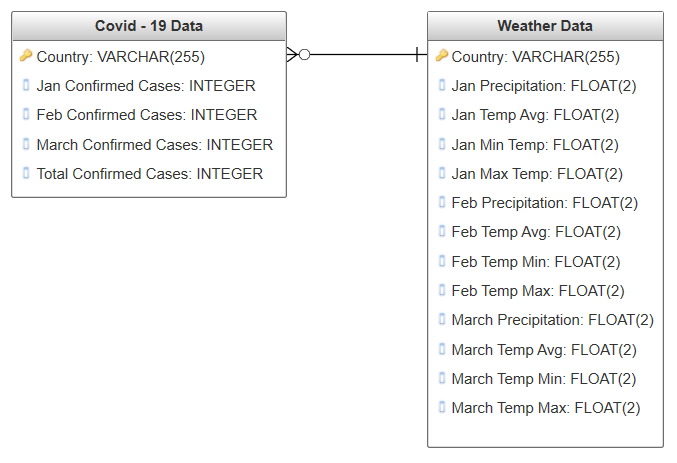 Covid - 19 Data
Country: VARCHAR(255)
Jan Confirmed Cases: INTEGER
Feb Confirmed Cases: INTEGER
March Confirmed Cases: INTEGER
Total Confirmed Cases: INTEGER
Weather Data
Country: VARCHAR(255)
Jan Precipitation: FLOAT(2)
Jan Temp Avg: FLOAT(2)
Jan Min Temp: FLOAT(2)
Jan Max Temp: FLOAT(2)
Feb Precipitation: FLOAT(2)
Feb Temp Avg: FLOAT(2)
Feb Temp Min: FLOAT(2)
Feb Temp Max: FLOAT(2)
March Precipitation: FLOAT(2)
March Temp Avg: FLOAT(2)
March Temp Min: FLOAT(2)
March Temp Max: FLOAT(2)